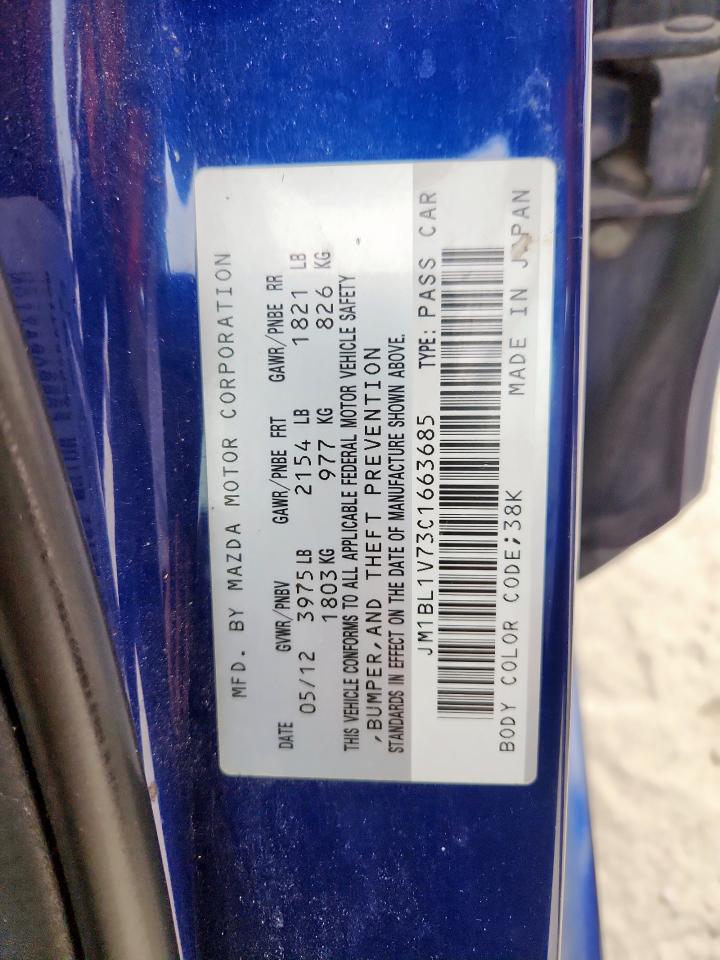 MFD. BY MAZDA MOTOR CORPORATION
DATE GVWR/PNBV GAWR/PNBE FRT GAWR/PNBE RR
05/12 3975 LB 2154 LB 1821 LB
1803 KG 977 KG 826 KG
THIS VEHICLE CONFORMS TO ALL APPLICABLE FEDERAL MOTOR VEHICLE SAFETY
,BUMPER,AND THEFT PREVENTION
STANDARDS IN EFFECT ON THE DATE OF MANUFACTURE SHOWN ABOVE.
JM1BL1V73C1663685 TYPE: PASS CAR
BODY COLOR CODE;38K MADE IN JAPAN